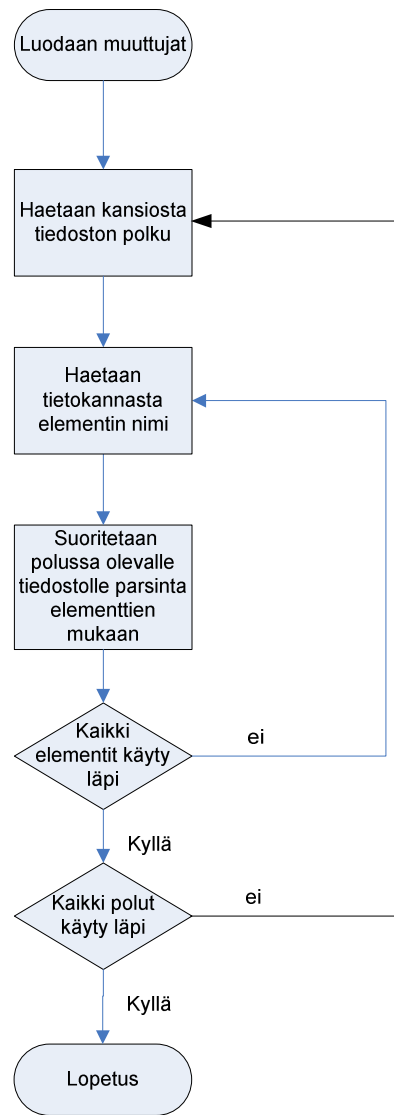 Luodaan muuttujat
Haetaan kansiosta
tiedoston polku
Haetaan
tietokannasta
elementin nimi
Suoritetaan
polussa olevalle
tiedostolle parsinta
elementtien
mukaan
Kaikki
elementit käyty
läpi
ei
Kyllä
Kaikki polut
käyty läpi
ei
Kyllä
Lopetus